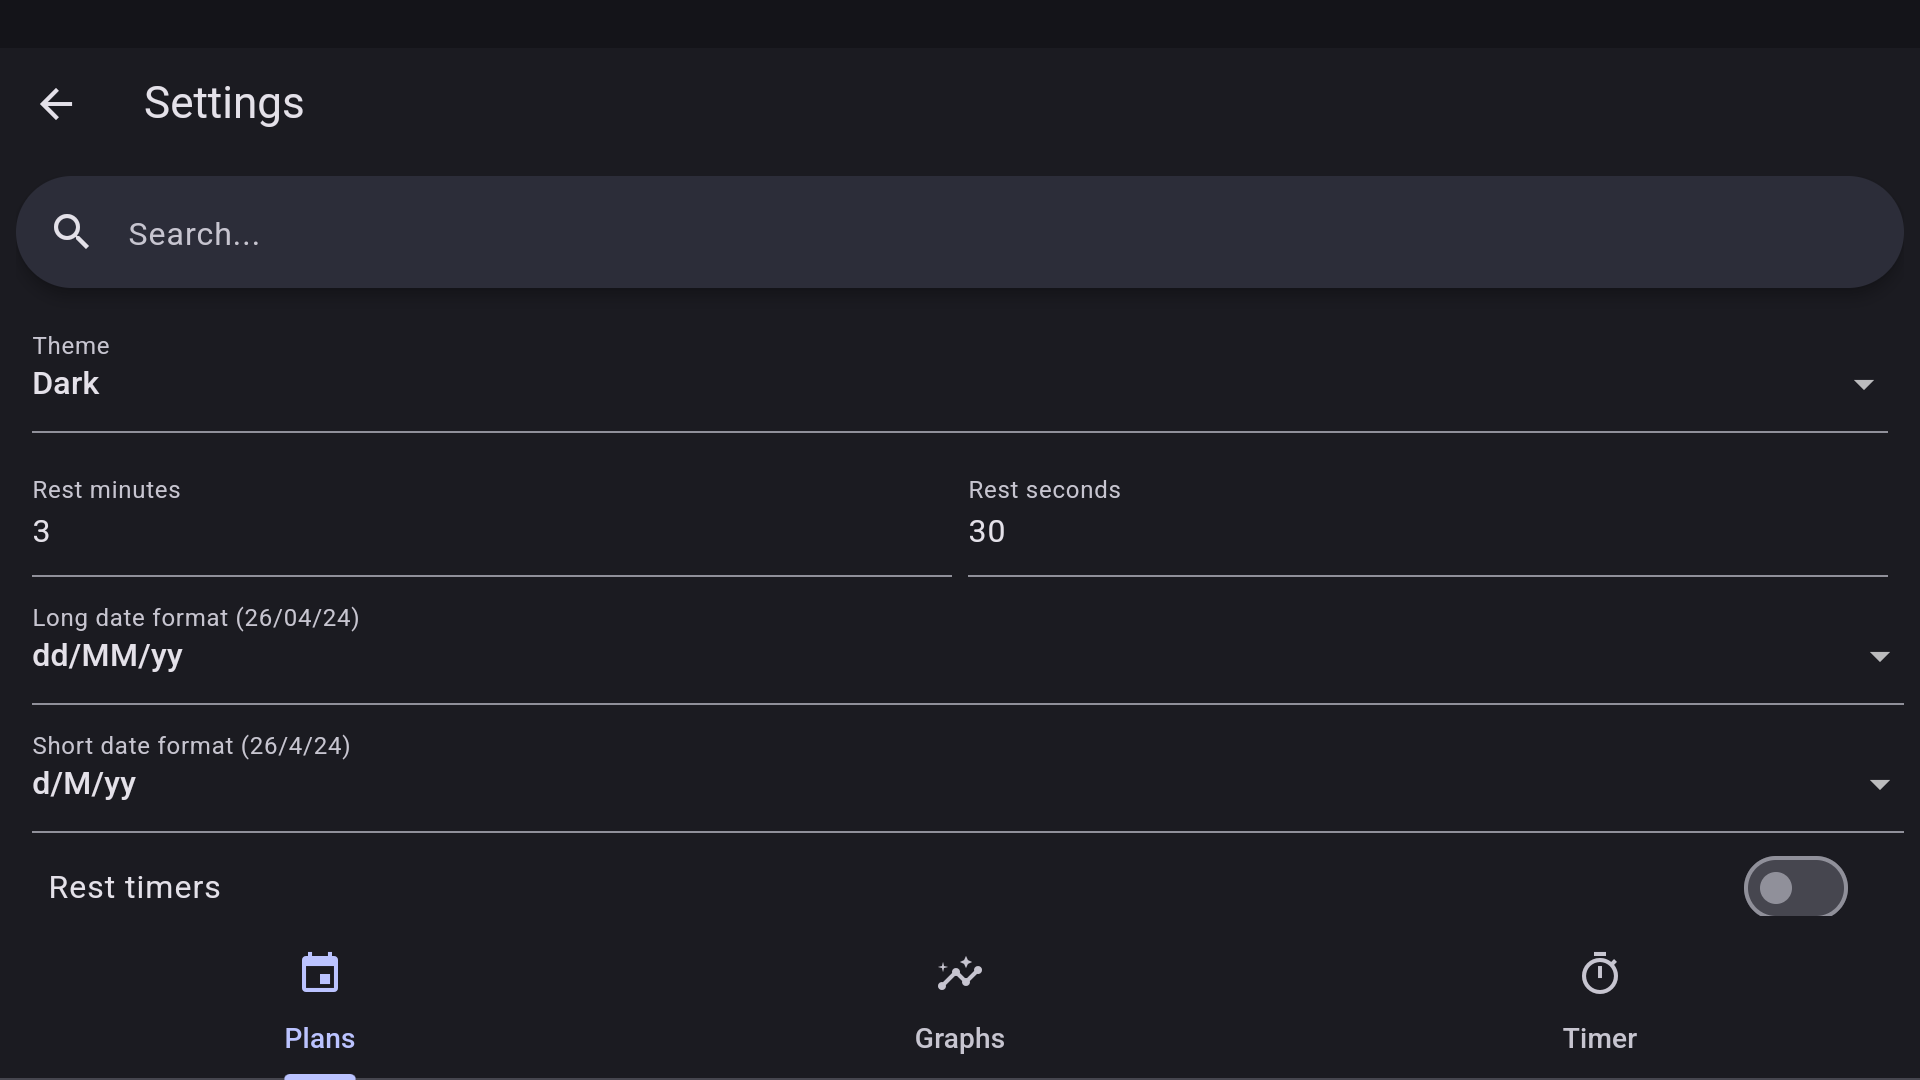 Settings
Search...
Theme
Dark
Rest minutes
3
Rest seconds
30
Long date format (26/04/24)
dd/MM/yy
Short date format (26/4/24)
d/M/yy
Rest timers
Plans
Graphs
Timer